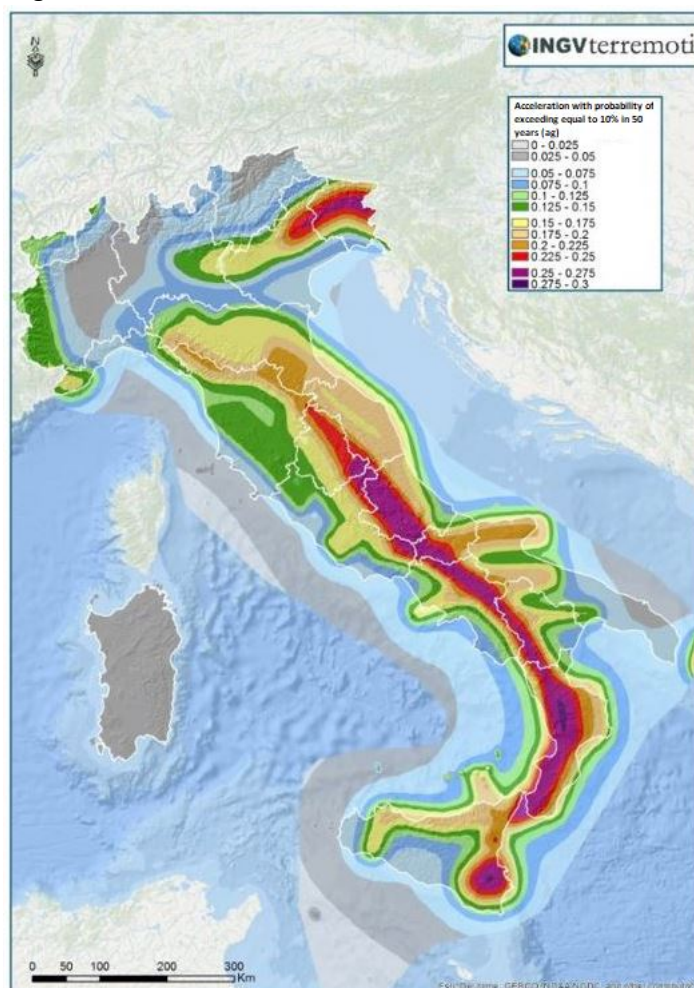 N
INGVterremoti
Acceleration with probability of
exceeding equal to 10% in 50
years (ag)
0 - 0.025
0.025 - 0.05
0.05 - 0.075
0.075 - 0.1
0.1 - 0.125
0.125 - 0.15
0.15 - 0.175
0.175 - 0.2
0.2 - 0.225
0.225 - 0.25
0.25 - 0.275
0.275 - 0.3
0 50 100 200 300
Km